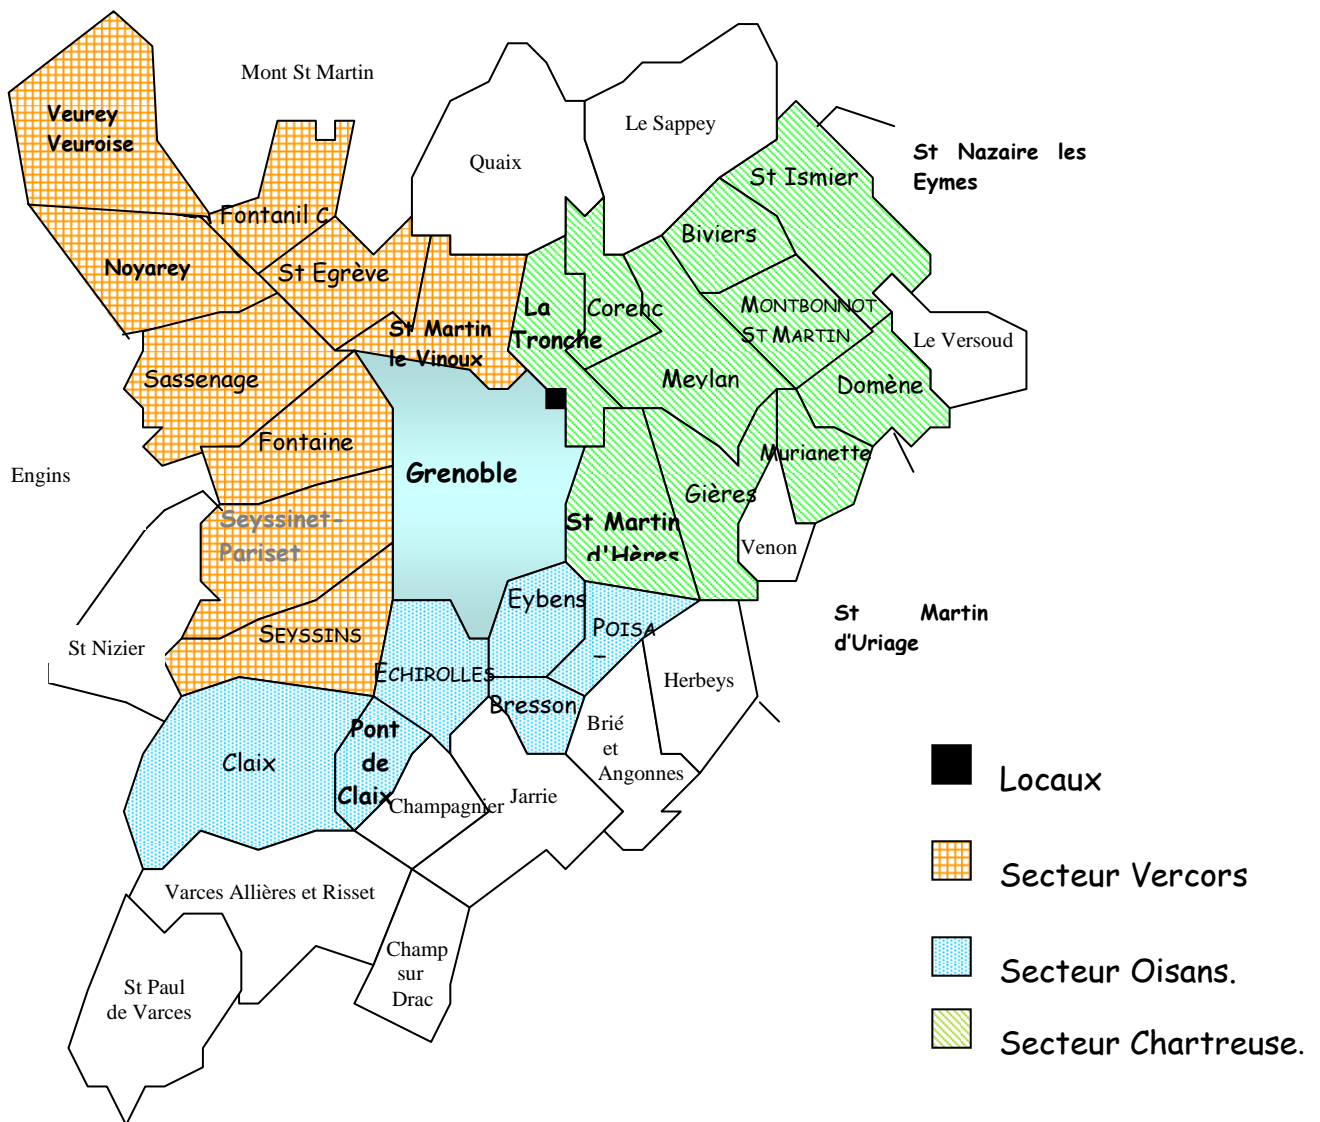 Mont St Martin
Veurey
Veuroise
Le Sappey
Quaix
St Nazaire les
Eymes
St Ismier
Fontanil C
Biviers
Noyarey
St Egrève
La
Tronche
Corenc
MONTBONNOT
ST MARTIN
St Martin
le Vinoux
Le Versoud
Sassenage
Meylan
Domène
Fontaine
Murianette
Engins
Grenoble
Gières
Seyssinet-
Pariset
St Martin
d'Hères
Venon
Eybens
St Martin
d'Uriage
POISA
–
SEYSSINS
St Nizier
ECHIROLLES
Herbeys
Bresson
Brié
et
Angonnes
Pont
de
Claix
Claix
Champagnier
Jarrie
Locaux
Varces Allières et Risset
Secteur Vercors
Champ
sur
Drac
St Paul
de Varces
Secteur Oisans.
Secteur Chartreuse.